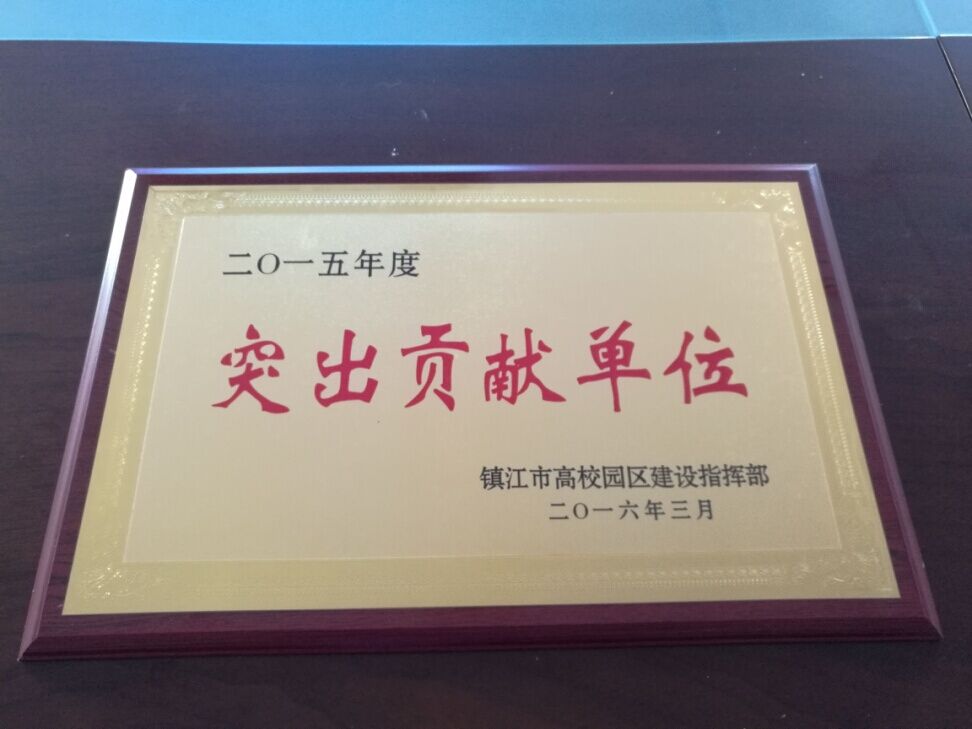 二〇一五年度
突出贡献单位
镇江市高校园区建设指挥部
二〇一六年三月